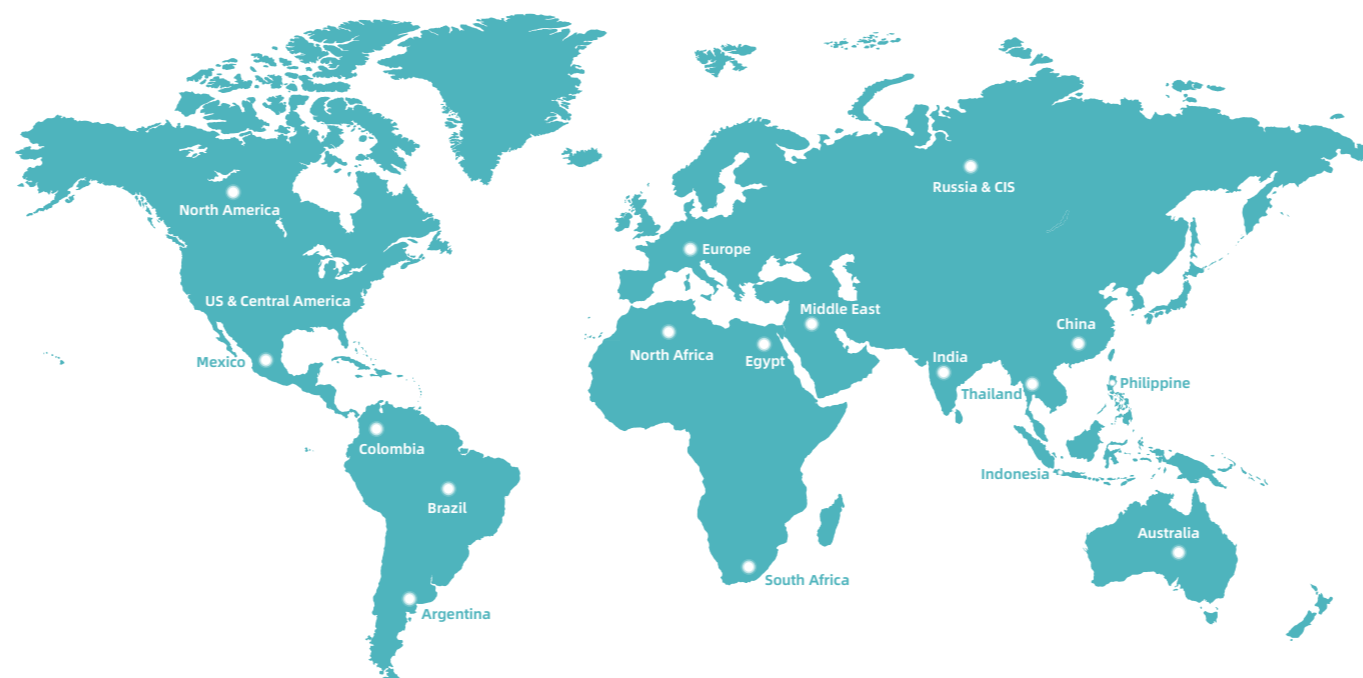 Russia & CIS
North America
Europe
US & Central America
Middle East
China
North Africa
Egypt
India
Mexico
Thailand
Philippine
Colombia
Indonesia
Brazil
Australia
South Africa
Argentina